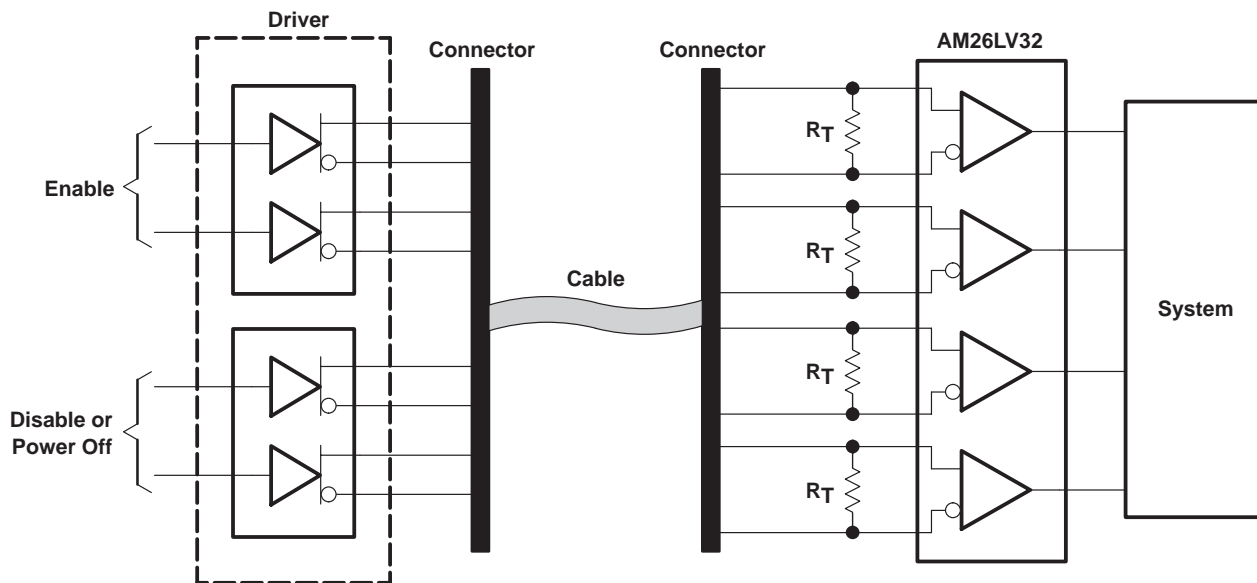 Driver
Connector
Connector
AM26LV32
Enable
Disable or
Power Off
Cable
RT
RT
RT
RT
System